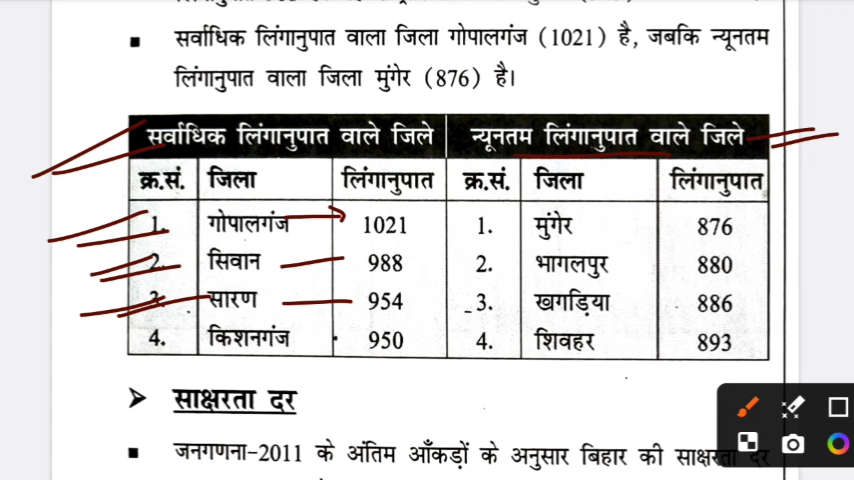 ■ सर्वाधिक लिंगानुपात वाला जिला गोपालगंज (1021) है, जबकि न्यूनतम
लिंगानुपात वाला जिला मुंगेर (876) है।
सर्वाधिक लिंगानुपात वाले जिले न्यूनतम लिंगानुपात वाले जिले
क्र.सं. जिला लिंगानुपात क्र.सं. जिला लिंगानुपात
1. गोपालगंज 1021 1. मुंगेर 876
2. सिवान 988 2. भागलपुर 880
3. सारण 954 3. खगड़िया 886
4. किशनगंज 950 4. शिवहर 893
➤ साक्षरता दर
■ जनगणना-2011 के अंतिम आँकड़ों के अनुसार बिहार की साक्षरता दर